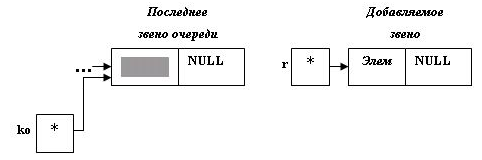 Последнее
звено очереди
Добавляемое
звено
... NULL
r * Элем NULL
ko *